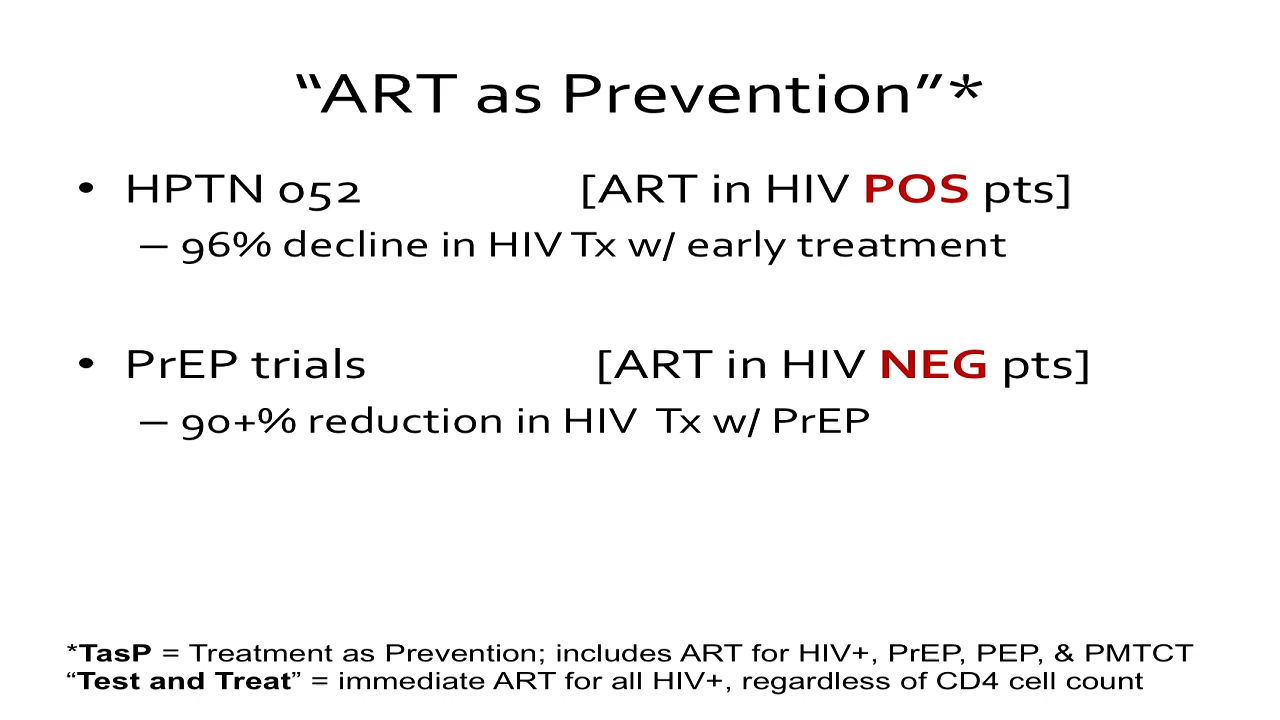 “ART as Prevention”*
• HPTN 052 [ART in HIV POS pts]
– 96% decline in HIV Tx w/ early treatment
• PrEP trials [ART in HIV NEG pts]
– 90+% reduction in HIV Tx w/ PrEP
*TasP = Treatment as Prevention; includes ART for HIV+, PrEP, PEP, & PMTCT
“Test and Treat” = immediate ART for all HIV+, regardless of CD4 cell count